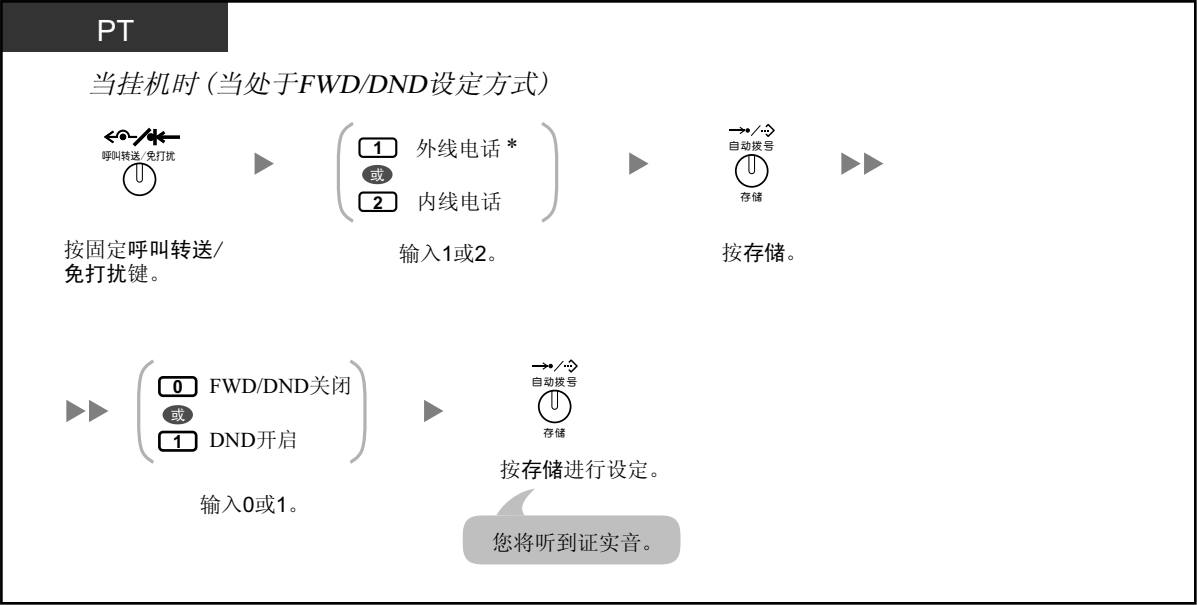 PT
当挂机时（当处于FWD/DND设定方式）
呼叫转送/免打扰
按固定呼叫转送/
免打扰键。
1 外线电话 *
或
2 内线电话
输入1或2。
自动拨号
存储
按存储。
0 FWD/DND关闭
或
1 DND开启
输入0或1。
自动拨号
存储
按存储进行设定。
您将听到证实音。